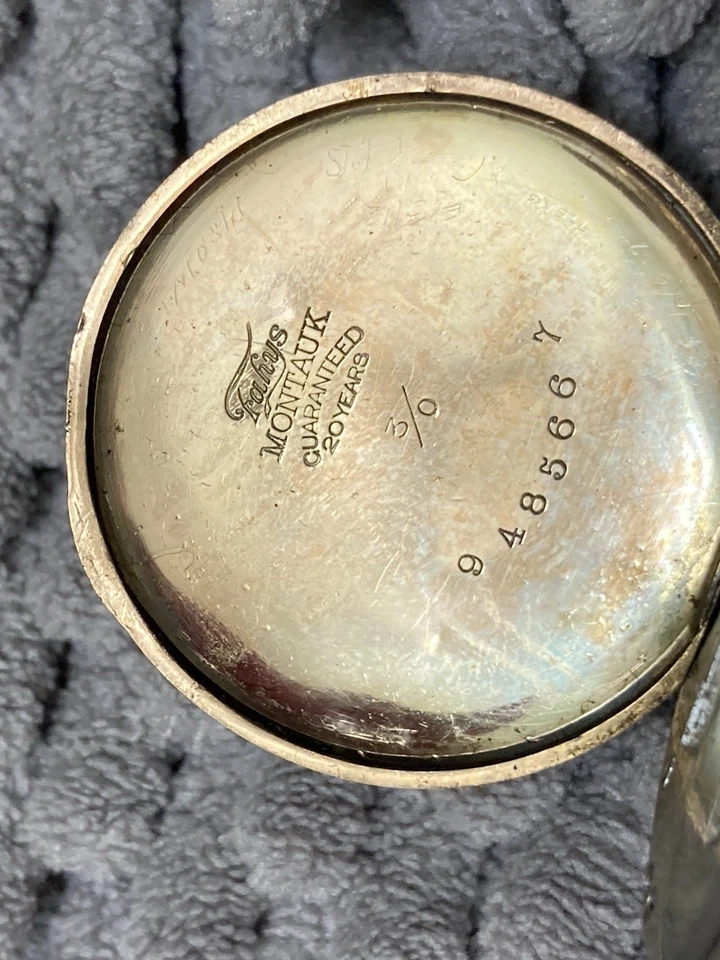 Fahys
MONTAUK
GUARANTEED
20 YEARS
3/0
9485667